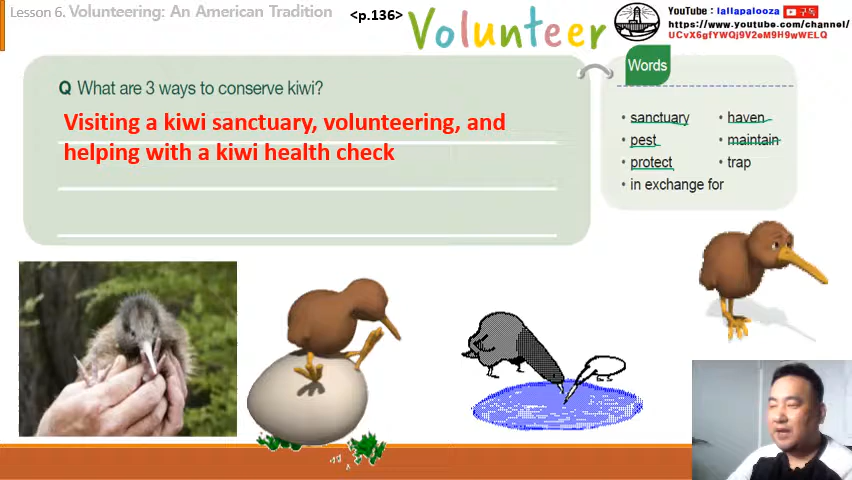 Lesson 6. Volunteering: An American Tradition
<p.136>
Volunteer
YouTube : lallapalooza 구독
https://www.youtube.com/channel/
UCvX6gfYWQj9V2eM9H9wWELQ
Q What are 3 ways to conserve kiwi?
Visiting a kiwi sanctuary, volunteering, and
helping with a kiwi health check
Words
• sanctuary
• haven
• pest
• maintain
• protect
• trap
• in exchange for